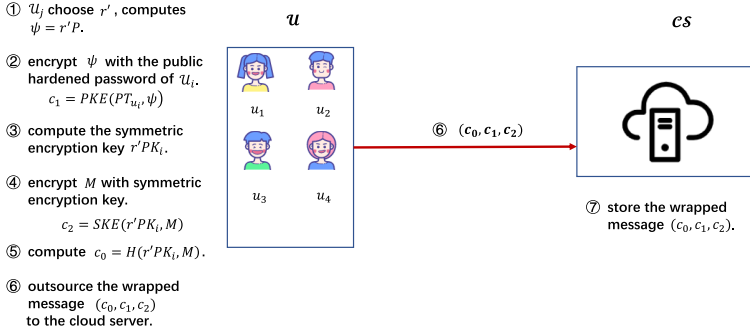 ① 𝒰ⱼ choose r′, computes
ψ = r′P.
② encrypt ψ with the public
hardened password of 𝒰ᵢ.
c₁ = PKE(PT_{u_i}, ψ)
③ compute the symmetric
encryption key r′PKᵢ.
④ encrypt M with symmetric
encryption key.
c₂ = SKE(r′PKᵢ, M)
⑤ compute c₀ = H(r′PKᵢ, M).
⑥ outsource the wrapped
message (c₀, c₁, c₂)
to the cloud server.
𝒰
u₁ u₂
u₃ u₄
⑥ (c₀, c₁, c₂)
𝒞𝒮
⑦ store the wrapped
message (c₀, c₁, c₂).